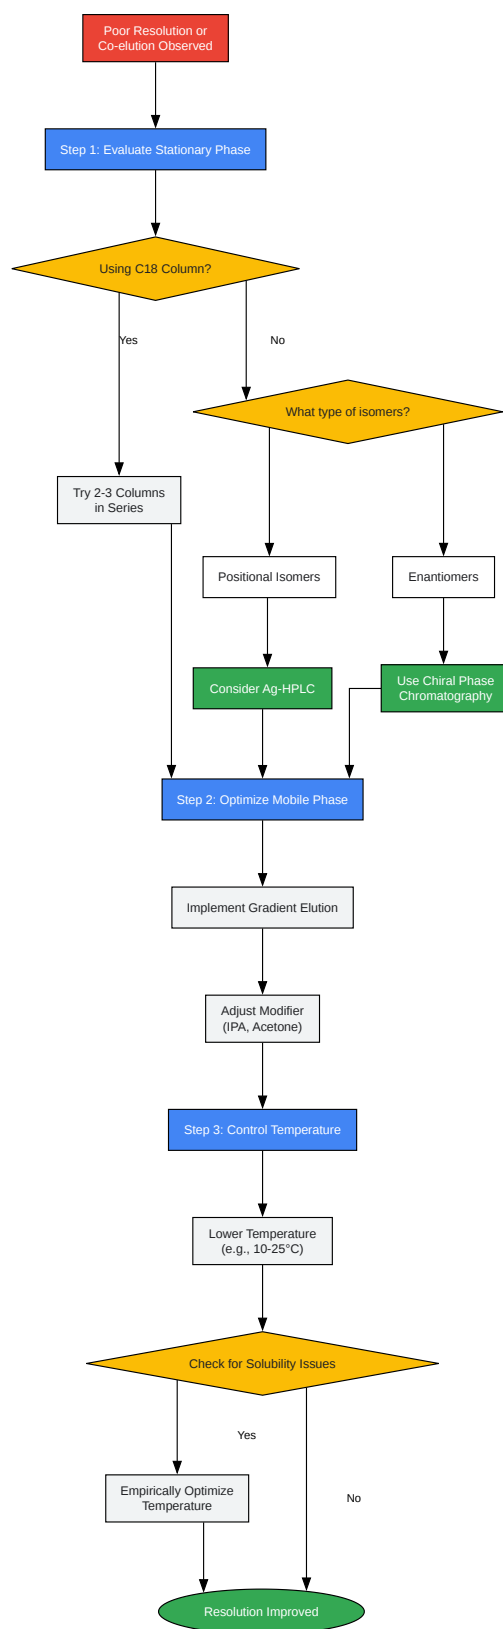 Poor Resolution or
Co-elution Observed
Step 1: Evaluate Stationary Phase
Using C18 Column?
Yes
No
What type of isomers?
Try 2-3 Columns
in Series
Positional Isomers
Enantiomers
Consider Ag-HPLC
Use Chiral Phase
Chromatography
Step 2: Optimize Mobile Phase
Implement Gradient Elution
Adjust Modifier
(IPA, Acetone)
Step 3: Control Temperature
Lower Temperature
(e.g., 10-25°C)
Check for Solubility Issues
Yes
Empirically Optimize
Temperature
No
Resolution Improved